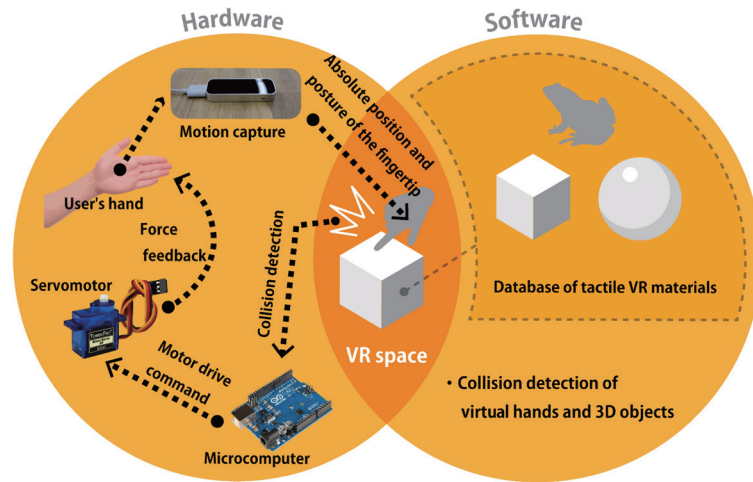 Hardware
Software
Motion capture
Absolute position and
posture of the fingertip
User's hand
Force
feedback
Servomotor
Collision detection
Motor drive
command
Microcomputer
VR space
Database of tactile VR materials
・Collision detection of
virtual hands and 3D objects